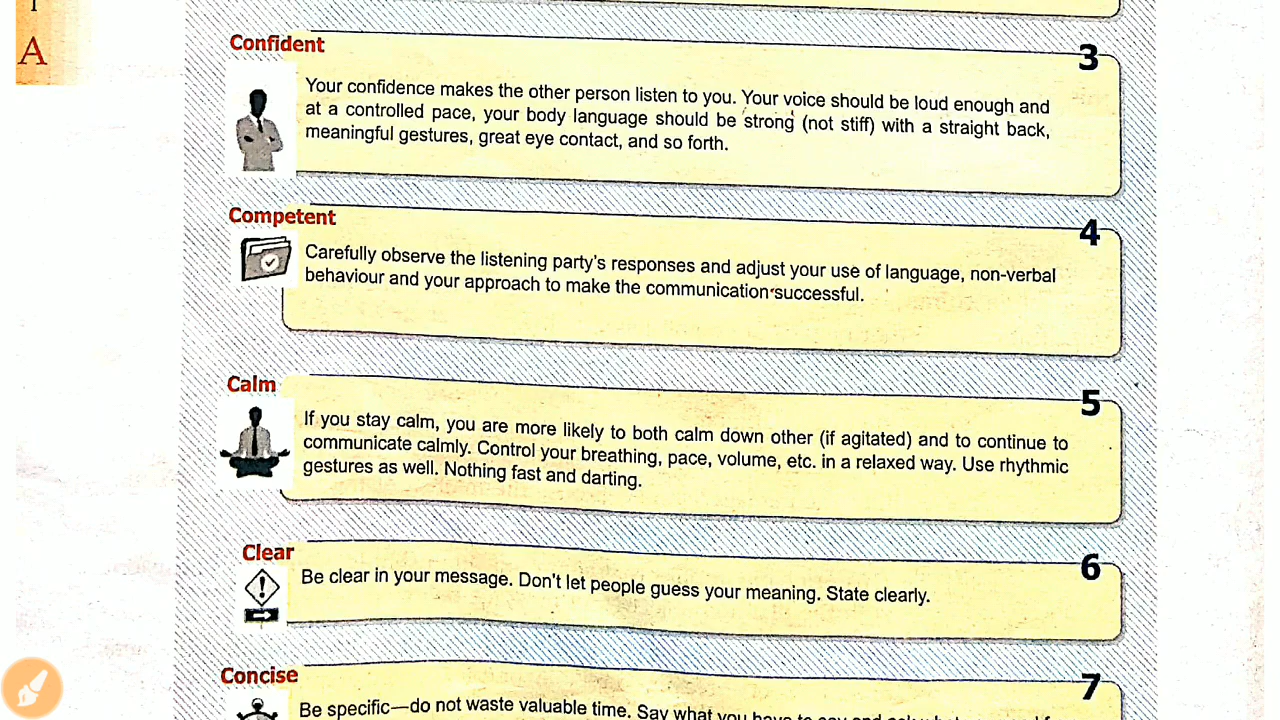 A
Confident
3
Your confidence makes the other person listen to you. Your voice should be loud enough and
at a controlled pace, your body language should be strong (not stiff) with a straight back,
meaningful gestures, great eye contact, and so forth.
Competent
4
Carefully observe the listening party's responses and adjust your use of language, non-verbal
behaviour and your approach to make the communication successful.
Calm
5
If you stay calm, you are more likely to both calm down other (if agitated) and to continue to
communicate calmly. Control your breathing, pace, volume, etc. in a relaxed way. Use rhythmic
gestures as well. Nothing fast and darting.
Clear
6
Be clear in your message. Don't let people guess your meaning. State clearly.
Concise
7
Be specific—do not waste valuable time. Say what you have to say and